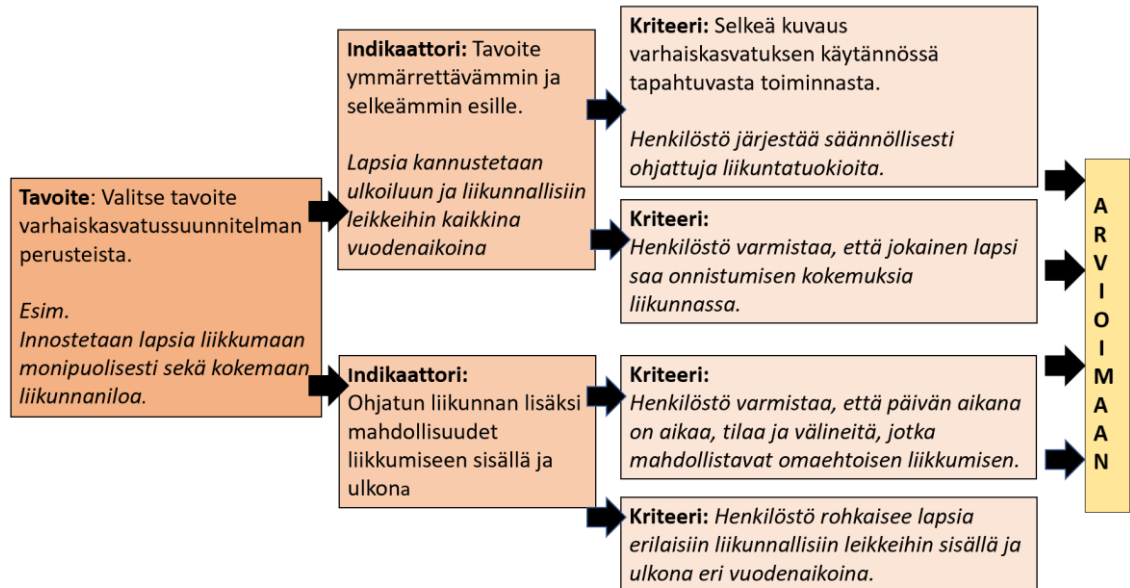 Tavoite: Valitse tavoite
varhaiskasvatussuunnitelman
perusteista.
Esim.
Innostetaan lapsia liikkumaan
monipuolisesti sekä kokemaan
liikunnaniloa.
Indikaattori: Tavoite
ymmärrettävämmin ja
selkeämmin esille.
Lapsia kannustetaan
ulkoiluun ja liikunnallisiin
leikkeihin kaikkina
vuodenaikoina
Indikaattori:
Ohjatun liikunnan lisäksi
mahdollisuudet
liikkumiseen sisällä ja
ulkona
Kriteeri: Selkeä kuvaus
varhaiskasvatuksen käytännössä
tapahtuvasta toiminnasta.
Henkilöstö järjestää säännöllisesti
ohjattuja liikuntatuokioita.
Kriteeri:
Henkilöstö varmistaa, että jokainen lapsi
saa onnistumisen kokemuksia
liikunnassa.
Kriteeri:
Henkilöstö varmistaa, että päivän aikana
on aikaa, tilaa ja välineitä, jotka
mahdollistavat omaehtoisen liikkumisen.
Kriteeri: Henkilöstö rohkaisee lapsia
erilaisiin liikunnallisiin leikkeihin sisällä ja
ulkona eri vuodenaikoina.
ARVIOIMAAN